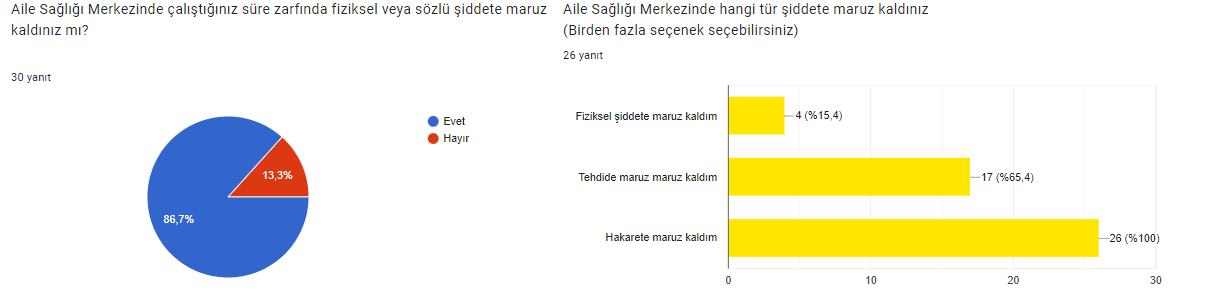 Aile Sağlığı Merkezinde çalıştığınız süre zarfında fiziksel veya sözlü şiddete maruz
kaldınız mı?
30 yanıt
Evet
Hayır
13,3%
86,7%
Aile Sağlığı Merkezinde hangi tür şiddete maruz kaldınız
(Birden fazla seçenek seçebilirsiniz)
26 yanıt
Fiziksel şiddete maruz kaldım
4 (%15,4)
Tehdide maruz maruz kaldım
17 (%65,4)
Hakarete maruz kaldım
26 (%100)
0
10
20
30